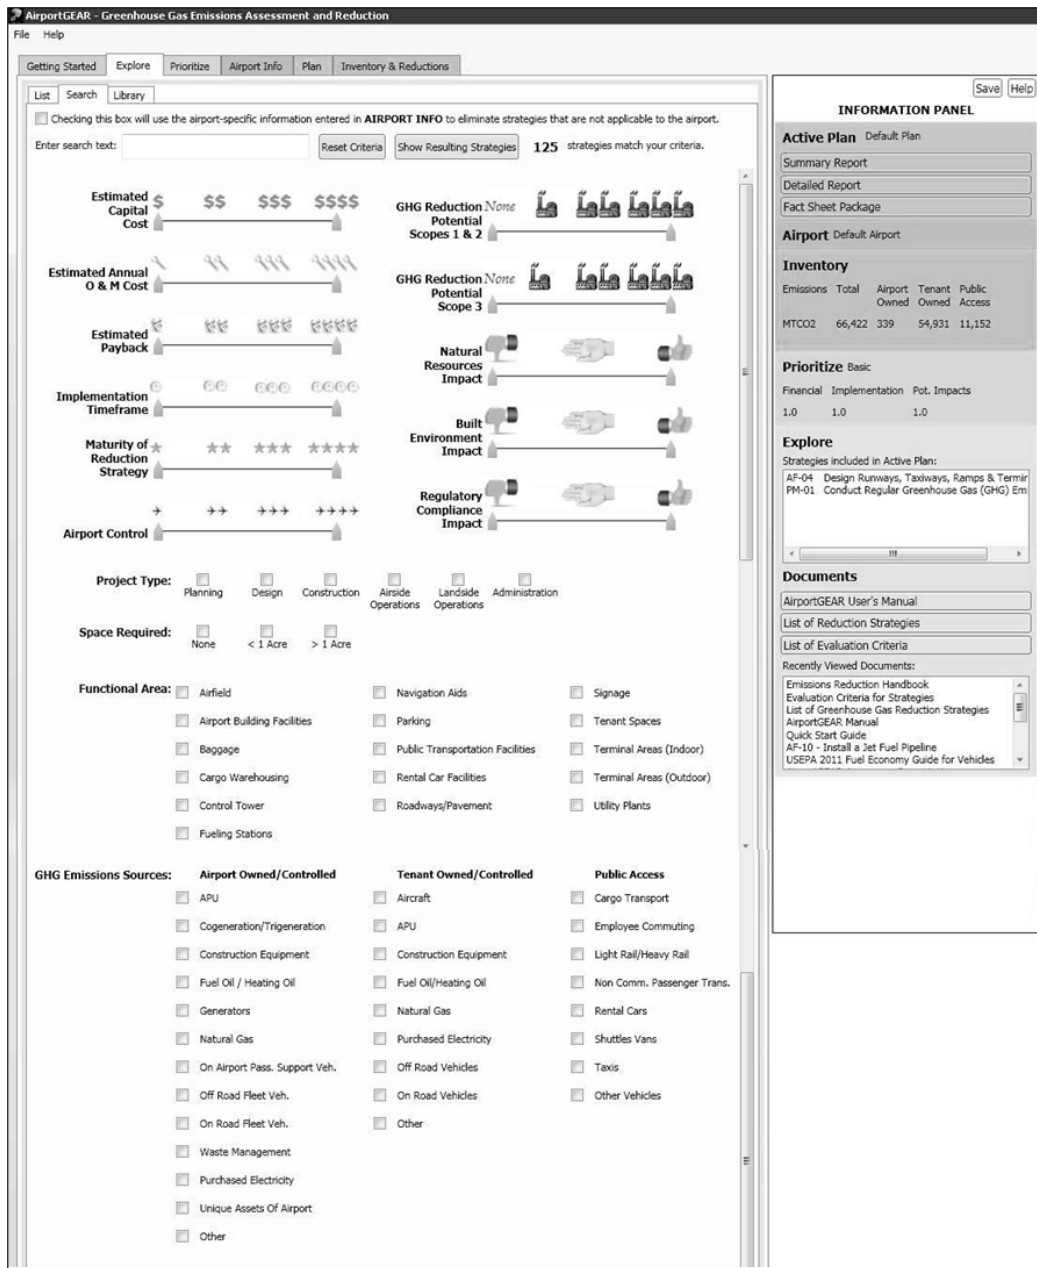 AirportGEAR - Greenhouse Gas Emissions Assessment and Reduction
File Help
Getting Started Explore Prioritize Airport Info Plan Inventory & Reductions
List Search Library
Checking this box will use the airport-specific information entered in AIRPORT INFO to eliminate strategies that are not applicable to the airport.
Enter search text: Reset Criteria Show Resulting Strategies 125 strategies match your criteria.
Estimated $ $$ $$$ $$$$
Capital
Cost
Estimated Annual
O & M Cost
Estimated
Payback
Implementation
Timeframe
Maturity of
Reduction
Strategy
Airport Control
GHG Reduction None
Potential
Scopes 1 & 2
GHG Reduction None
Potential
Scope 3
Natural
Resources
Impact
Built
Environment
Impact
Regulatory
Compliance
Impact
Project Type:
Planning Design Construction Airside Operations Landside Operations Administration
Space Required:
None < 1 Acre > 1 Acre
Functional Area: Airfield Navigation Aids Signage
Airport Building Facilities Parking Tenant Spaces
Baggage Public Transportation Facilities Terminal Areas (Indoor)
Cargo Warehousing Rental Car Facilities Terminal Areas (Outdoor)
Control Tower Roadways/Pavement Utility Plants
Fueling Stations
GHG Emissions Sources: Airport Owned/Controlled Tenant Owned/Controlled Public Access
APU Aircraft Cargo Transport
Cogeneration/Trigeneration APU Employee Commuting
Construction Equipment Construction Equipment Light Rail/Heavy Rail
Fuel Oil / Heating Oil Fuel Oil/Heating Oil Non Comm. Passenger Trans.
Generators Natural Gas Rental Cars
Natural Gas Purchased Electricity Shuttles Vans
On Airport Pass. Support Veh. Off Road Vehicles Taxis
Off Road Fleet Veh. On Road Vehicles Other Vehicles
On Road Fleet Veh. Other
Waste Management
Purchased Electricity
Unique Assets Of Airport
Other
Save Help
INFORMATION PANEL
Active Plan Default Plan
Summary Report
Detailed Report
Fact Sheet Package
Airport Default Airport
Inventory
Emissions Total Airport Owned Tenant Owned Public Access
MTCO2 66,422 339 54,931 11,152
Prioritize Basic
Financial Implementation Pot. Impacts
1.0 1.0 1.0
Explore
Strategies included in Active Plan:
AF-04 Design Runways, Taxiways, Ramps & Termir
PM-01 Conduct Regular Greenhouse Gas (GHG) Em
Documents
AirportGEAR User's Manual
List of Reduction Strategies
List of Evaluation Criteria
Recently Viewed Documents:
Emissions Reduction Handbook
Evaluation Criteria for Strategies
List of Greenhouse Gas Reduction Strategies
AirportGEAR Manual
Quick Start Guide
AF-10 - Install a Jet Fuel Pipeline
USEPA 2011 Fuel Economy Guide for Vehicles